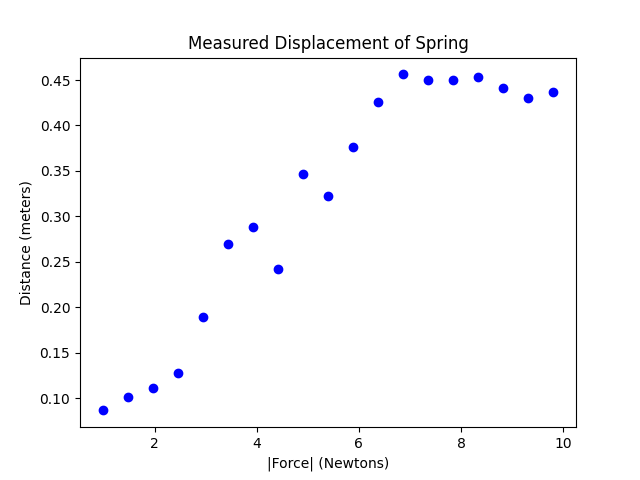 Measured Displacement of Spring
Distance (meters)
0.45
0.40
0.35
0.30
0.25
0.20
0.15
0.10
2 4 6 8 10
|Force| (Newtons)